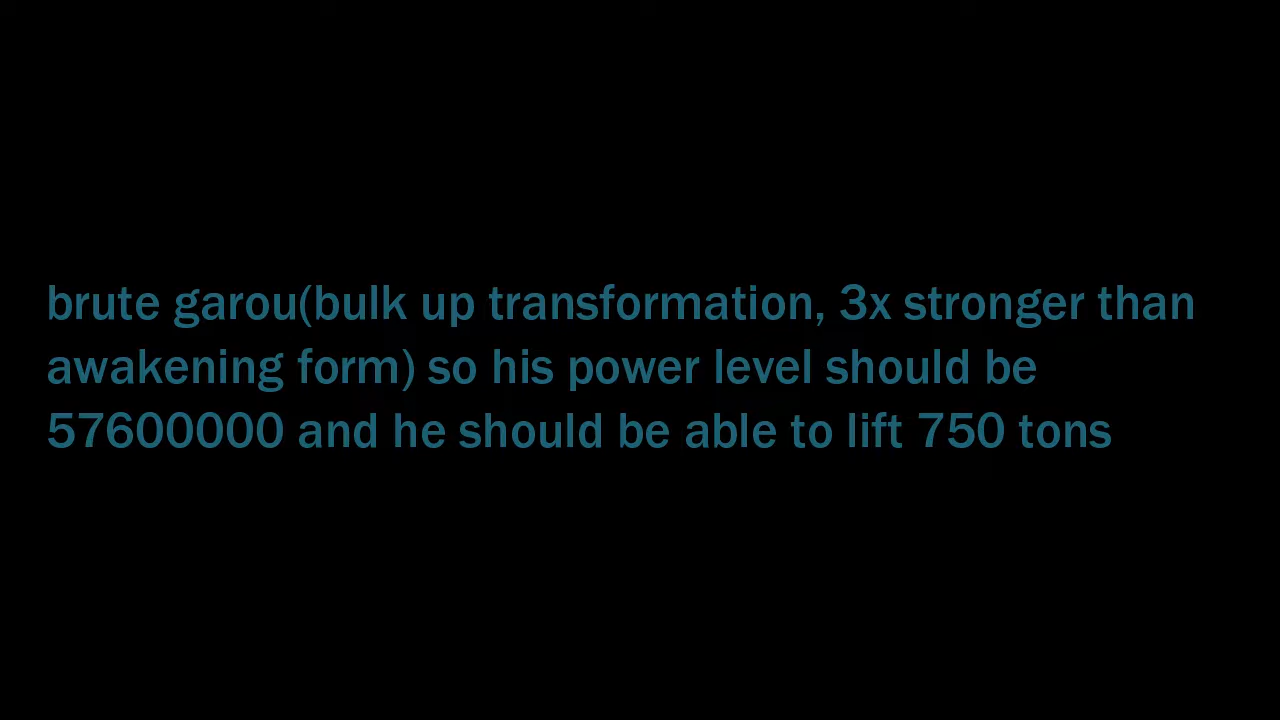 brute garou(bulk up transformation, 3x stronger than
awakening form) so his power level should be
57600000 and he should be able to lift 750 tons